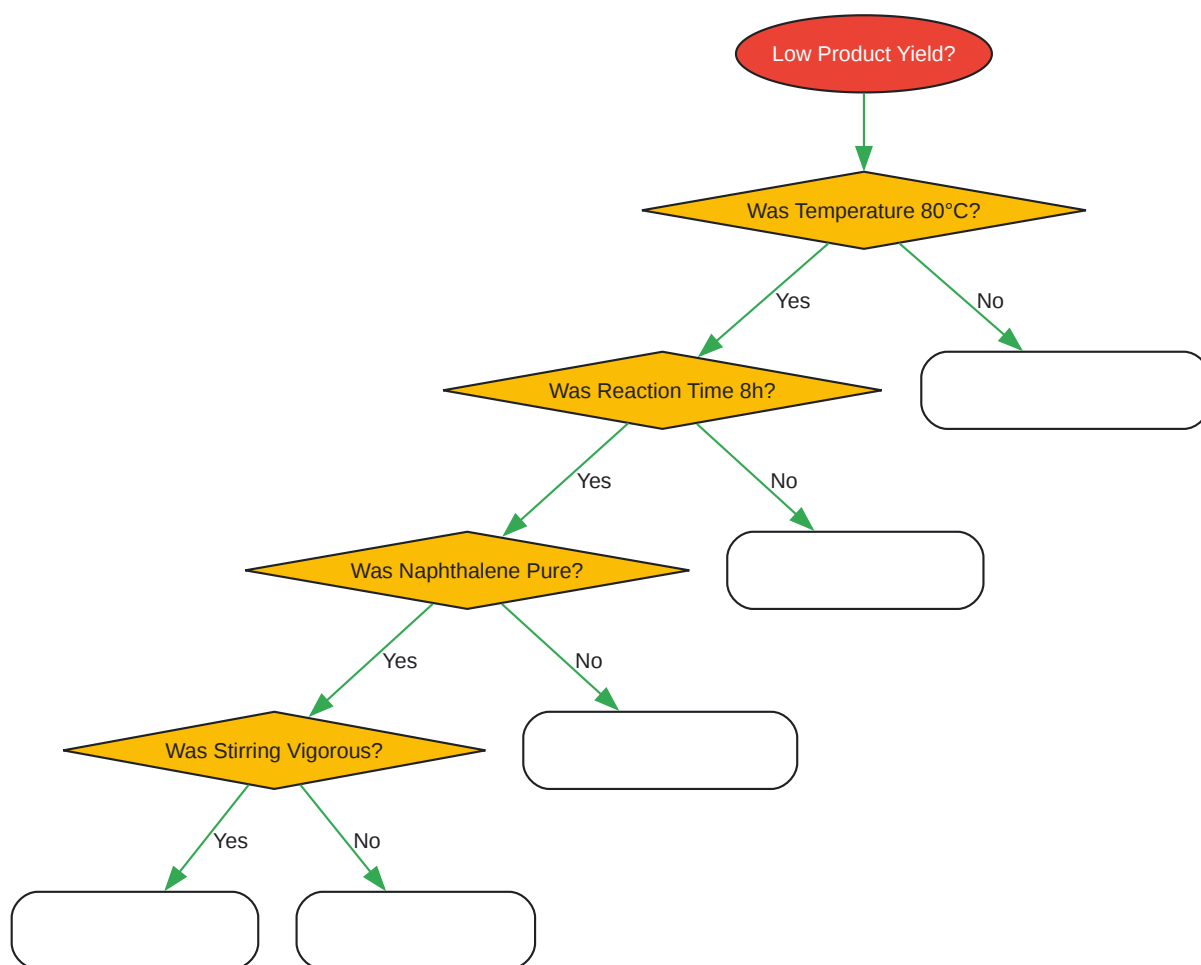 Low Product Yield?
Was Temperature 80°C?
Yes
No
Was Reaction Time 8h?
Yes
No
Was Naphthalene Pure?
Yes
No
Was Stirring Vigorous?
Yes
No